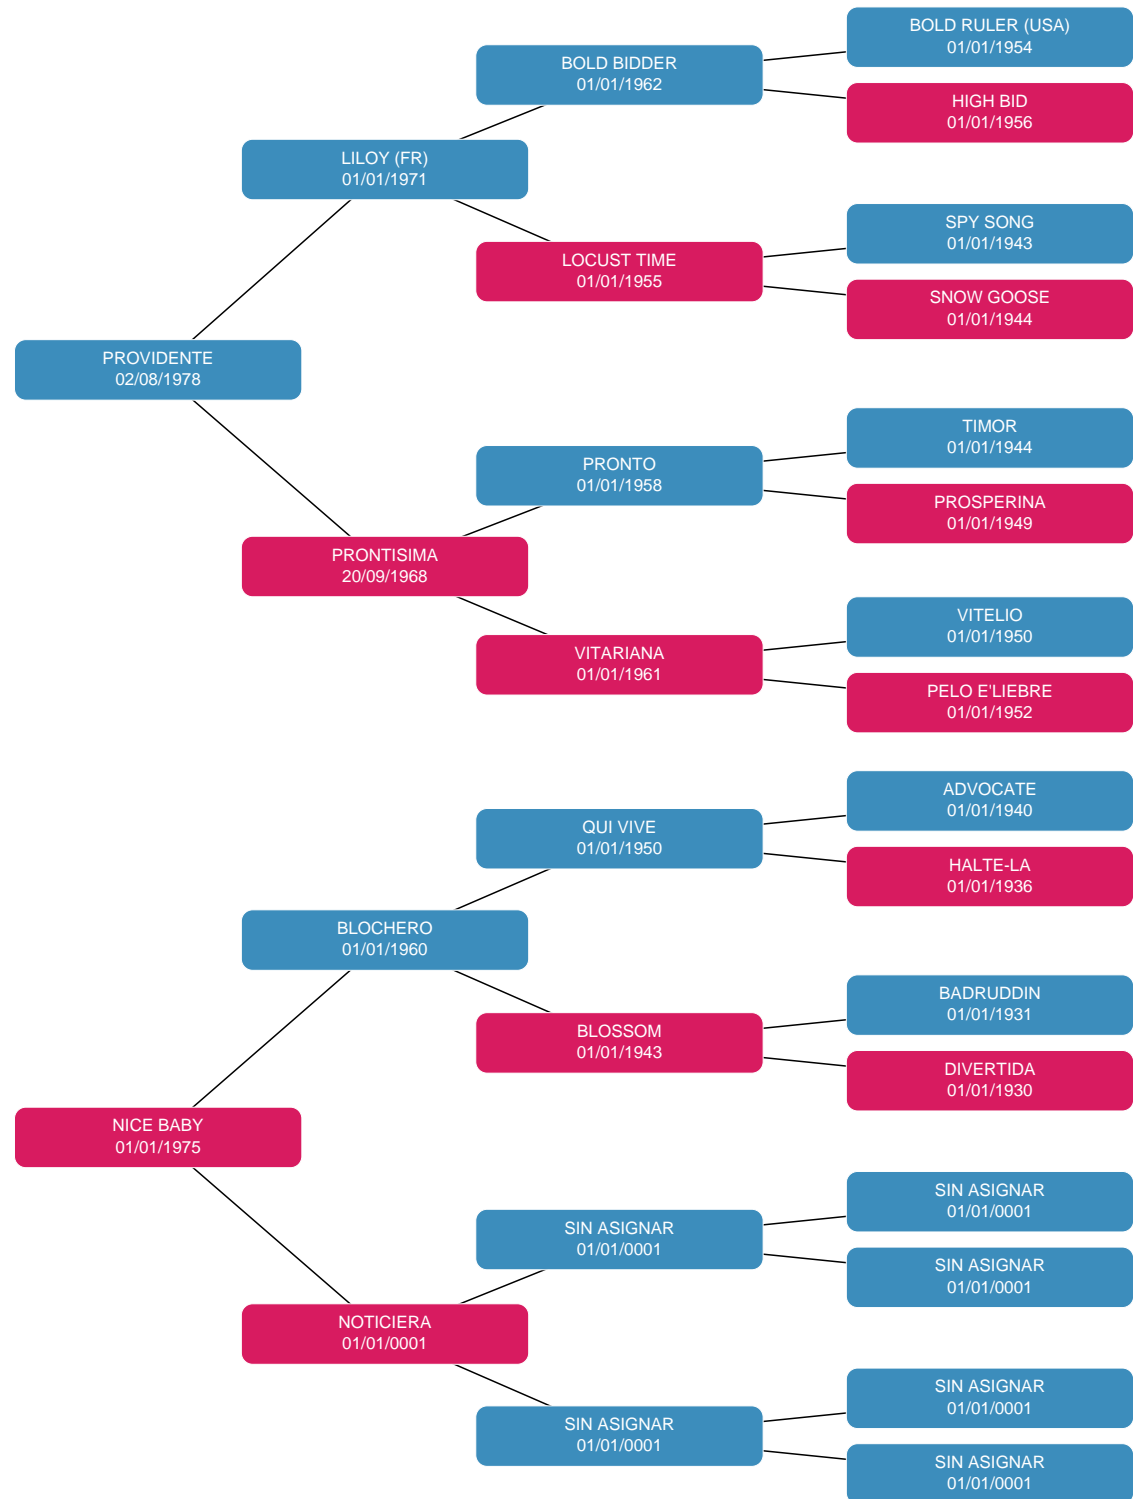 BOLD RULER (USA)
01/01/1954
BOLD BIDDER
01/01/1962
HIGH BID
01/01/1956
LILOY (FR)
01/01/1971
SPY SONG
01/01/1943
LOCUST TIME
01/01/1955
SNOW GOOSE
01/01/1944
PROVIDENTE
02/08/1978
TIMOR
01/01/1944
PRONTO
01/01/1958
PROSPERINA
01/01/1949
PRONTISIMA
20/09/1968
VITELIO
01/01/1950
VITARIANA
01/01/1961
PELO E'LIEBRE
01/01/1952
ADVOCATE
01/01/1940
QUI VIVE
01/01/1950
HALTE-LA
01/01/1936
BLOCHERO
01/01/1960
BADRUDDIN
01/01/1931
BLOSSOM
01/01/1943
DIVERTIDA
01/01/1930
NICE BABY
01/01/1975
SIN ASIGNAR
01/01/0001
SIN ASIGNAR
01/01/0001
SIN ASIGNAR
01/01/0001
NOTICIERA
01/01/0001
SIN ASIGNAR
01/01/0001
SIN ASIGNAR
01/01/0001
SIN ASIGNAR
01/01/0001